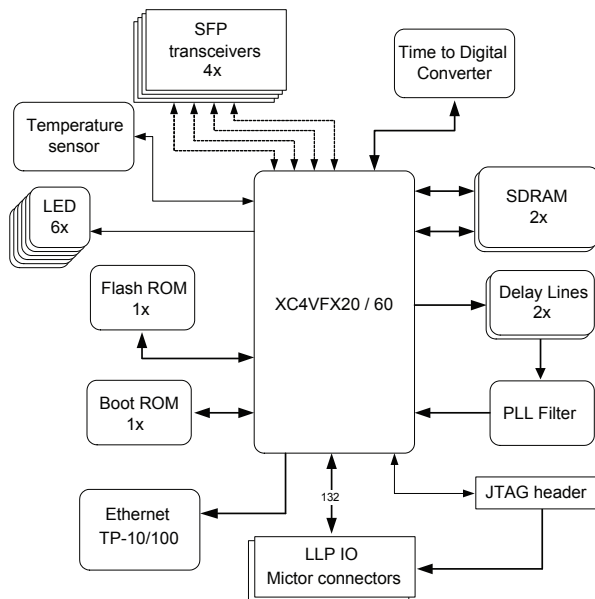 SFP
transceivers
4x
Time to Digital
Converter
Temperature
sensor
LED
6x
SDRAM
2x
Flash ROM
1x
XC4VFX20 / 60
Delay Lines
2x
Boot ROM
1x
PLL Filter
132
JTAG header
Ethernet
TP-10/100
LLP IO
Mictor connectors